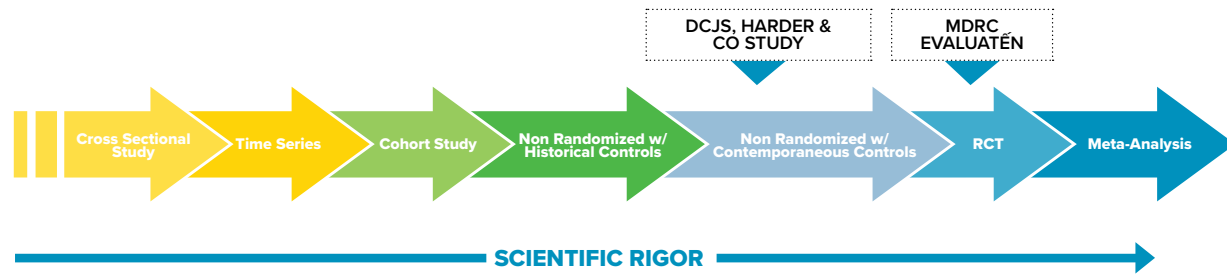 DCJS, HARDER &
CO STUDY
MDRC
EVALUATẾN
Cross Sectional
Study
Time Series
Cohort Study
Non Randomized w/
Historical Controls
Non Randomized w/
Contemporaneous Controls
RCT
Meta-Analysis
SCIENTIFIC RIGOR